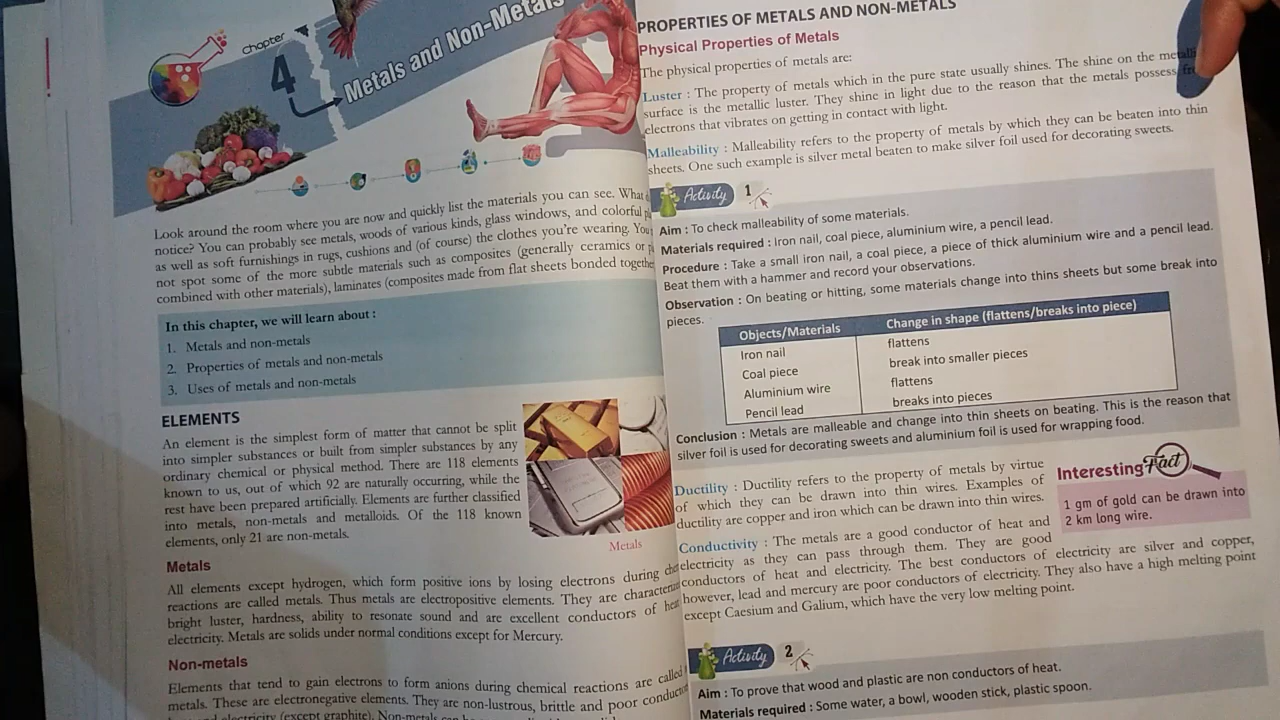 Chapter
4
Metals and Non-Metals
Look around the room where you are now and quickly list the materials you can see. What
notice? You can probably see metals, woods of various kinds, glass windows, and colorful
as well as soft furnishings in rugs, cushions and (of course) the clothes you're wearing. You
not spot some of the more subtle materials such as composites (generally ceramics or
combined with other materials), laminates (composites made from flat sheets bonded
In this chapter, we will learn about :
1. Metals and non-metals
2. Properties of metals and non-metals
3. Uses of metals and non-metals
ELEMENTS
An element is the simplest form of matter that cannot be split
into simpler substances or built from simpler substances by any
ordinary chemical or physical method. There are 118 elements
known to us, out of which 92 are naturally occurring, while the
rest have been prepared artificially. Elements are further classified
into metals, non-metals and metalloids. Of the 118 known
elements, only 21 are non-metals.
Metals
Metals
All elements except hydrogen, which form positive ions by losing electrons during
reactions are called metals. Thus metals are electropositive elements. They are
bright luster, hardness, ability to resonate sound and are excellent conductors of
electricity. Metals are solids under normal conditions except for Mercury.
Non-metals
Elements that tend to gain electrons to form anions during chemical reactions are called
metals. These are electronegative elements. They are non-lustrous, brittle and poor
electricity (except graphite). Non-metals can be
PROPERTIES OF METALS AND NON-METALS
Physical Properties of Metals
The physical properties of metals are:
Luster : The property of metals which in the pure state usually shines. The shine on the
surface is the metallic luster. They shine in light due to the reason that the metals possess
electrons that vibrates on getting in contact with light.
Malleability : Malleability refers to the property of metals by which they can be beaten into thin
sheets. One such example is silver metal beaten to make silver foil used for decorating sweets.
Activity 1
Aim : To check malleability of some materials.
Materials required : Iron nail, coal piece, aluminium wire, a pencil lead.
Procedure : Take a small iron nail, a coal piece, a piece of thick aluminium wire and a pencil lead.
Beat them with a hammer and record your observations.
Observation : On beating or hitting, some materials change into thins sheets but some break into
pieces.
Objects/Materials Change in shape (flattens/breaks into piece)
Iron nail flattens
Coal piece break into smaller pieces
Aluminium wire flattens
Pencil lead breaks into pieces
Conclusion : Metals are malleable and change into thin sheets on beating. This is the reason that
silver foil is used for decorating sweets and aluminium foil is used for wrapping food.
Ductility : Ductility refers to the property of metals by virtue
of which they can be drawn into thin wires. Examples of
ductility are copper and iron which can be drawn into thin wires.
Interesting Fact
1 gm of gold can be drawn into
2 km long wire.
Conductivity : The metals are a good conductor of heat and
electricity as they can pass through them. They are good
conductors of heat and electricity. The best conductors of electricity are silver and copper,
however, lead and mercury are poor conductors of electricity. They also have a high melting point
except Caesium and Galium, which have the very low melting point.
Activity 2
Aim : To prove that wood and plastic are non conductors of heat.
Materials required : Some water, a bowl, wooden stick, plastic spoon.